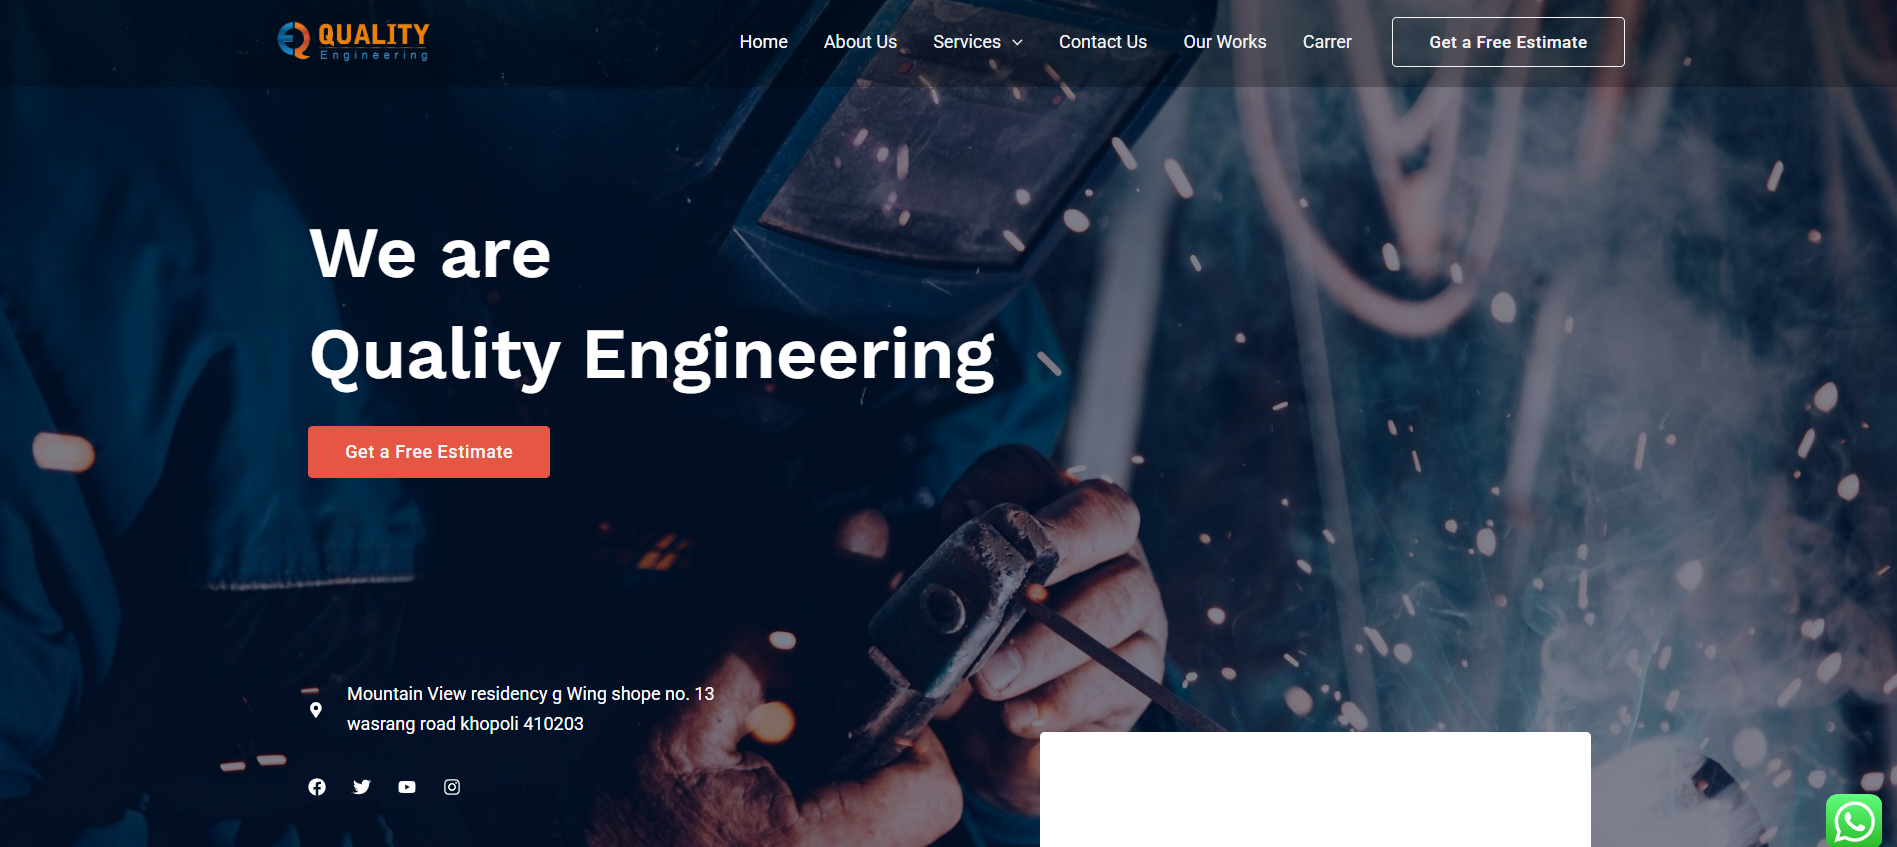 QUALITY
Engineering
Home About Us Services Contact Us Our Works Carrer Get a Free Estimate
We are
Quality Engineering
Get a Free Estimate
Mountain View residency g Wing shope no. 13
wasrang road khopoli 410203